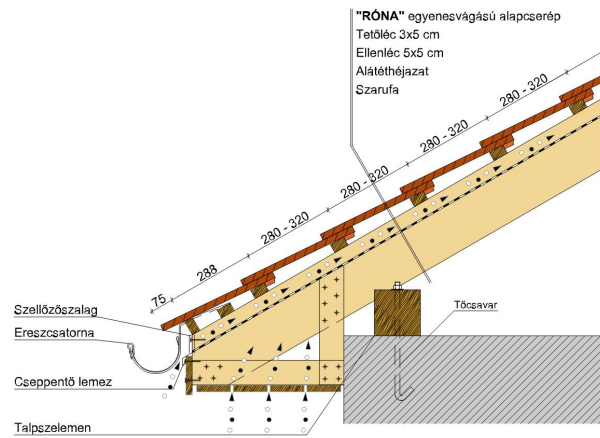 "RÓNA" egyenesvágású alapcserép
Tetőléc 3x5 cm
Ellenléc 5x5 cm
Alátéthéjazat
Szarufa
280 - 320
280 - 320
280 - 320
280 - 320
288
75
Szellőzőszalag
Ereszcsatorna
Tőcsavar
Cseppentő lemez
Talpszelemen